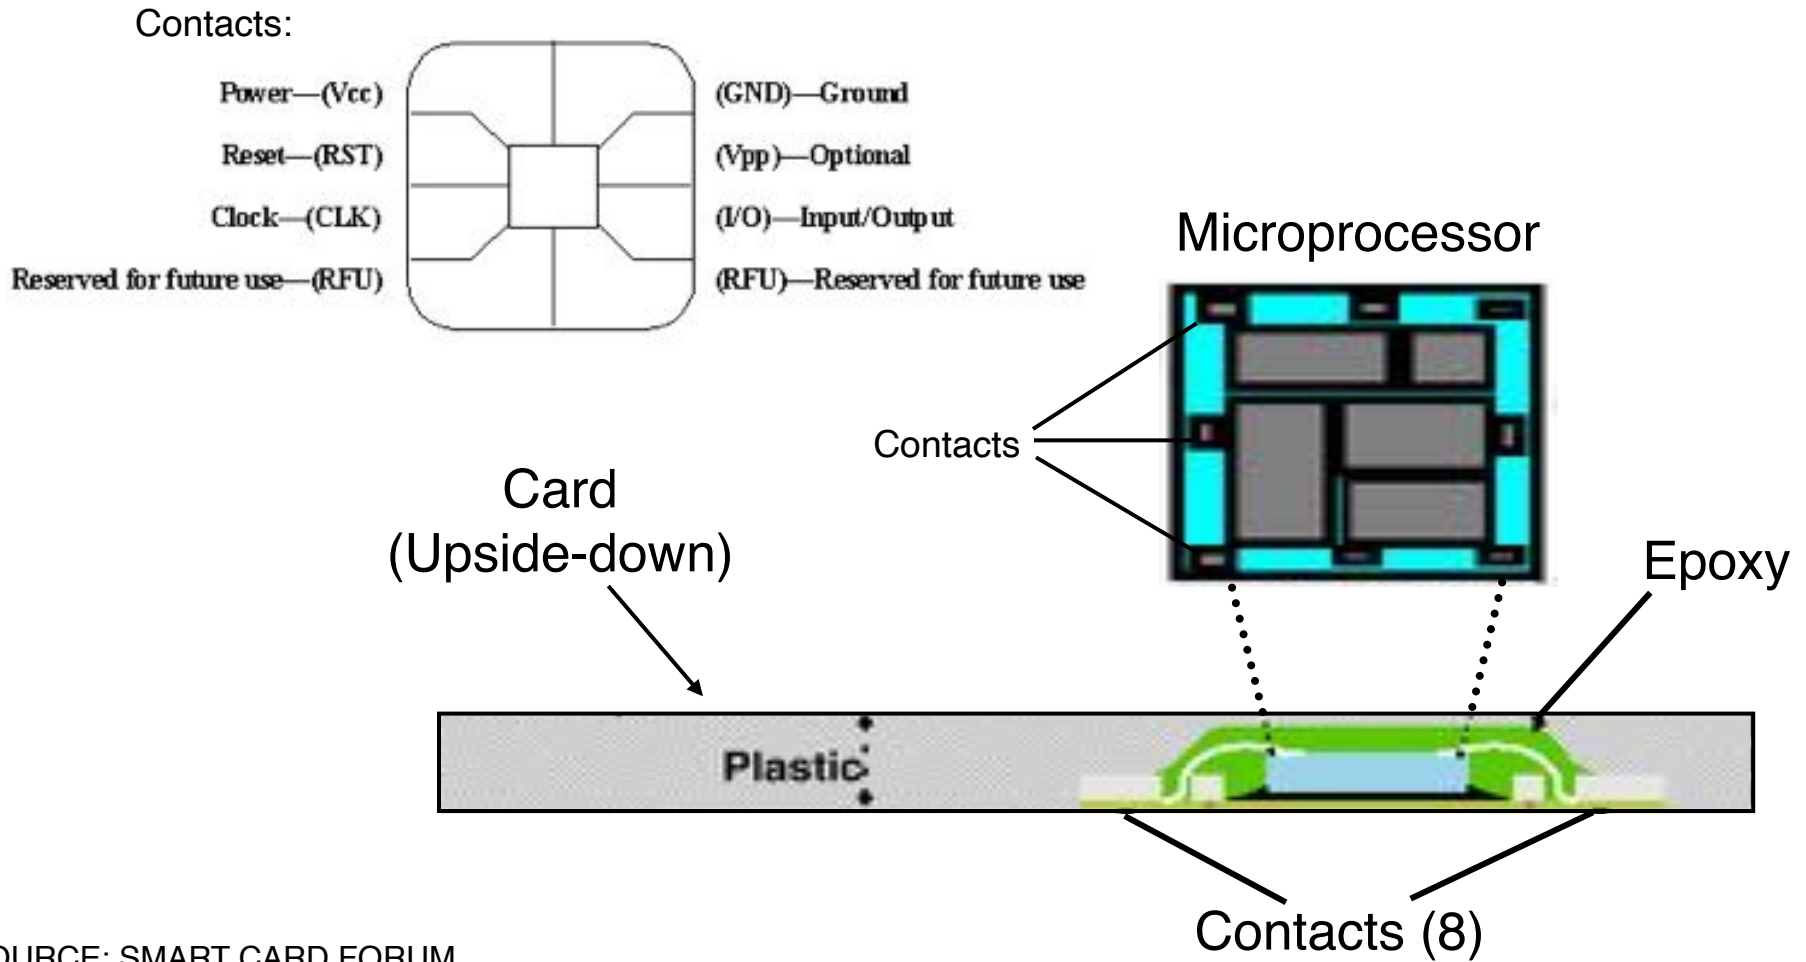 Contacts:
Power—(Vcc)
(GND)—Ground
Reset—(RST)
(Vpp)—Optional
Clock—(CLK)
(I/O)—Input/Output
Reserved for future use—(RFU)
(RFU)—Reserved for future use
Microprocessor
Contacts
Card
(Upside-down)
Epoxy
Plastic
Contacts (8)
OURCE: SMART CARD FORUM